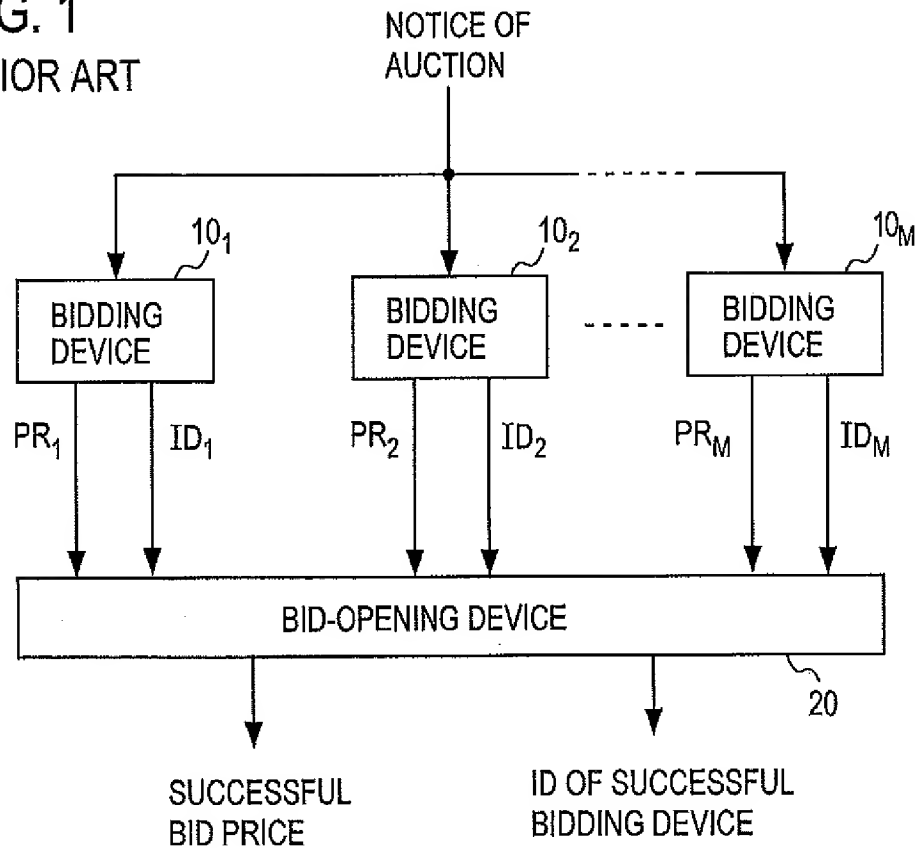 G. 1
IOR ART
NOTICE OF
AUCTION
10₁
10₂
10M
BIDDING
DEVICE
BIDDING
DEVICE
BIDDING
DEVICE
PR₁
ID₁
PR₂
ID₂
PRM
IDM
BID-OPENING DEVICE
20
SUCCESSFUL
BID PRICE
ID OF SUCCESSFUL
BIDDING DEVICE